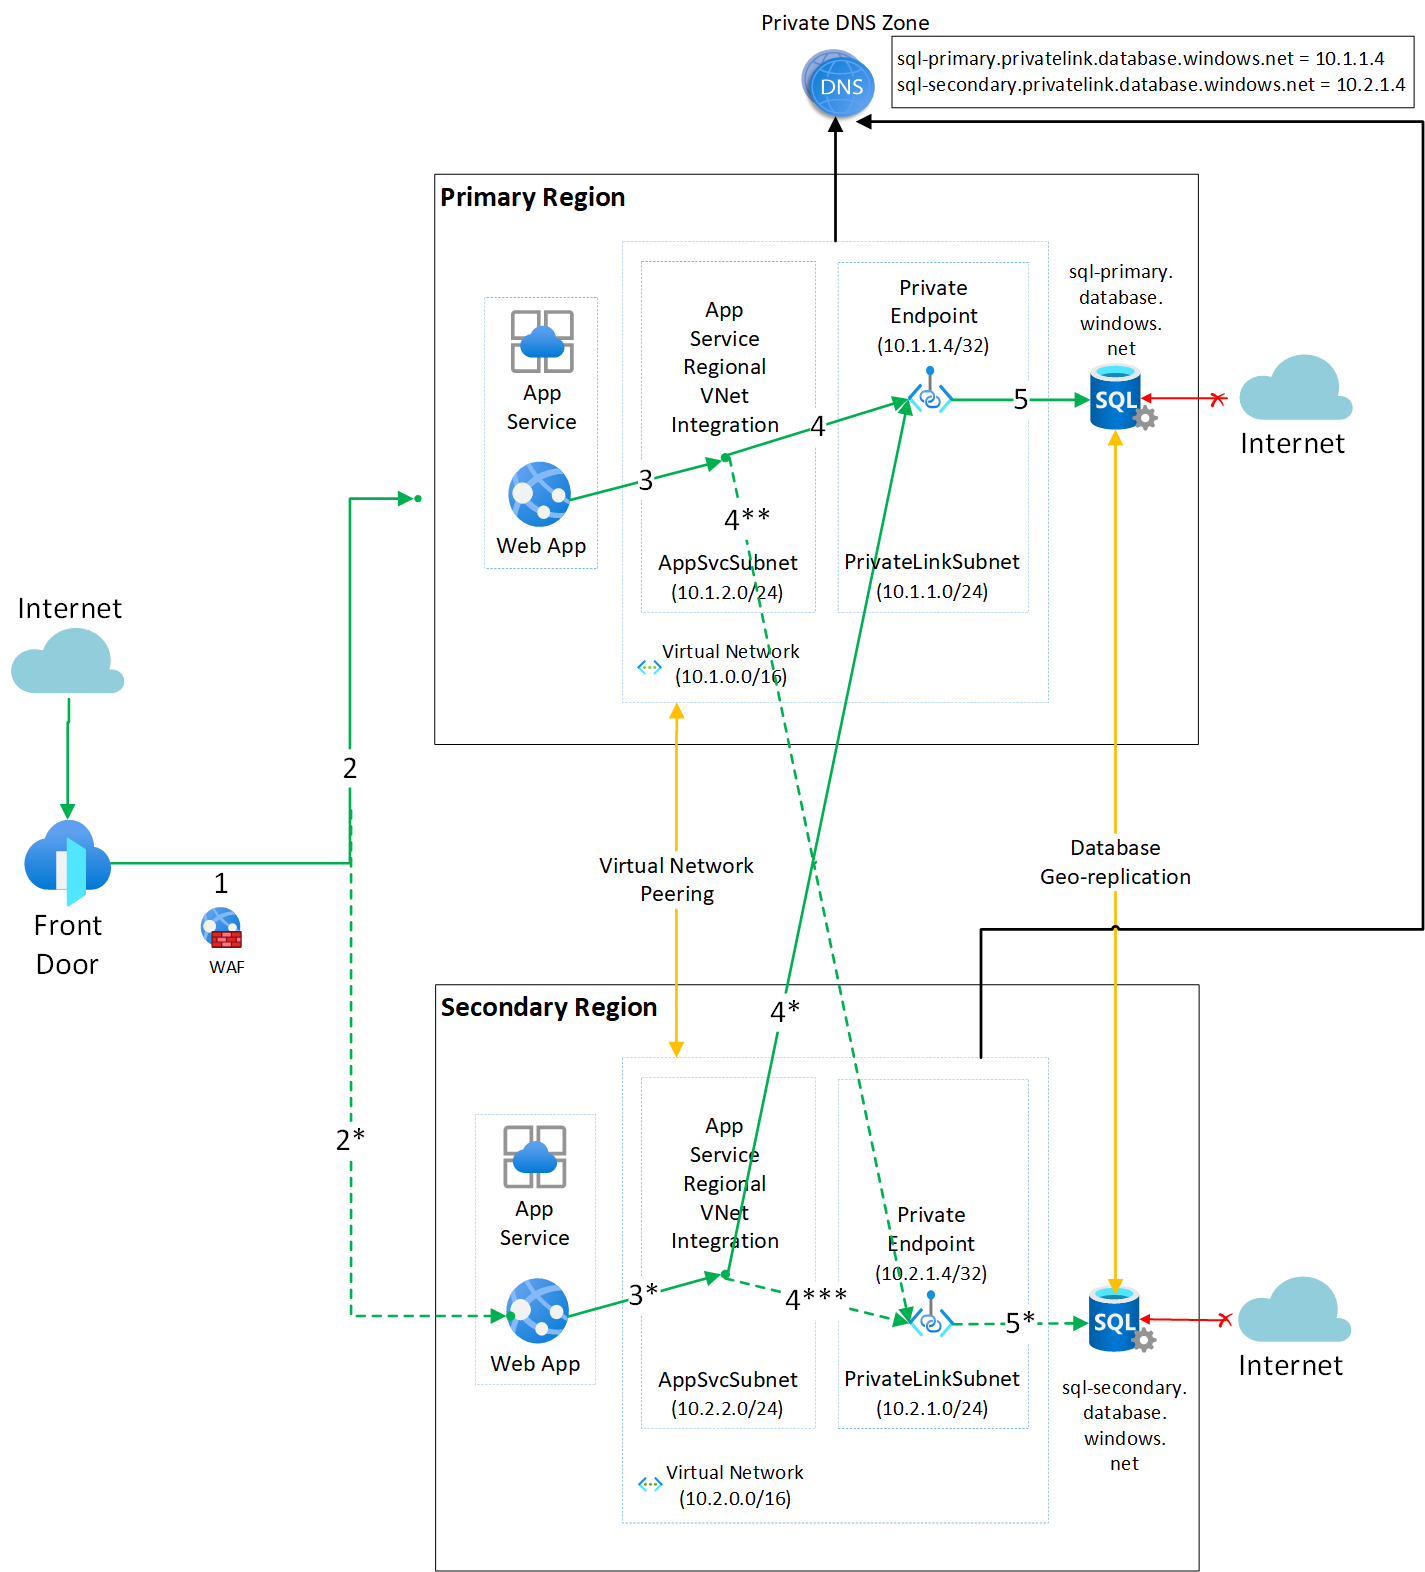 Private DNS Zone
DNS
sql-primary.privatelink.database.windows.net = 10.1.1.4
sql-secondary.privatelink.database.windows.net = 10.2.1.4
Primary Region
App
Service
Web App
App
Service
Regional
VNet
Integration
3
4
4**
AppSvcSubnet
(10.1.2.0/24)
Private
Endpoint
(10.1.1.4/32)
5
PrivateLinkSubnet
(10.1.1.0/24)
Virtual Network
(10.1.0.0/16)
sql-primary.
database.
windows.
net
SQL
Internet
Internet
Front
Door
1
WAF
2
2*
Virtual Network
Peering
Database
Geo-replication
Secondary Region
4*
App
Service
Web App
App
Service
Regional
VNet
Integration
3*
4***
AppSvcSubnet
(10.2.2.0/24)
Private
Endpoint
(10.2.1.4/32)
5*
PrivateLinkSubnet
(10.2.1.0/24)
Virtual Network
(10.2.0.0/16)
SQL
sql-secondary.
database.
windows.
net
Internet